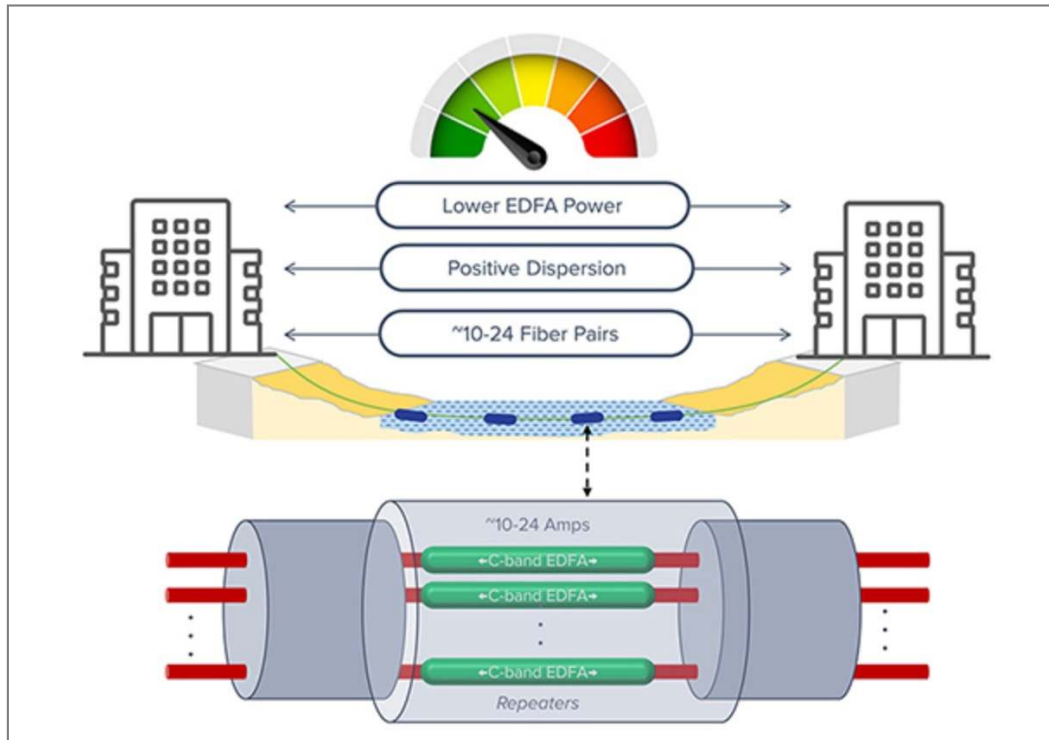 Lower EDFA Power
Positive Dispersion
~10-24 Fiber Pairs
~10-24 Amps
←C-band EDFA→
←C-band EDFA→
←C-band EDFA→
Repeaters